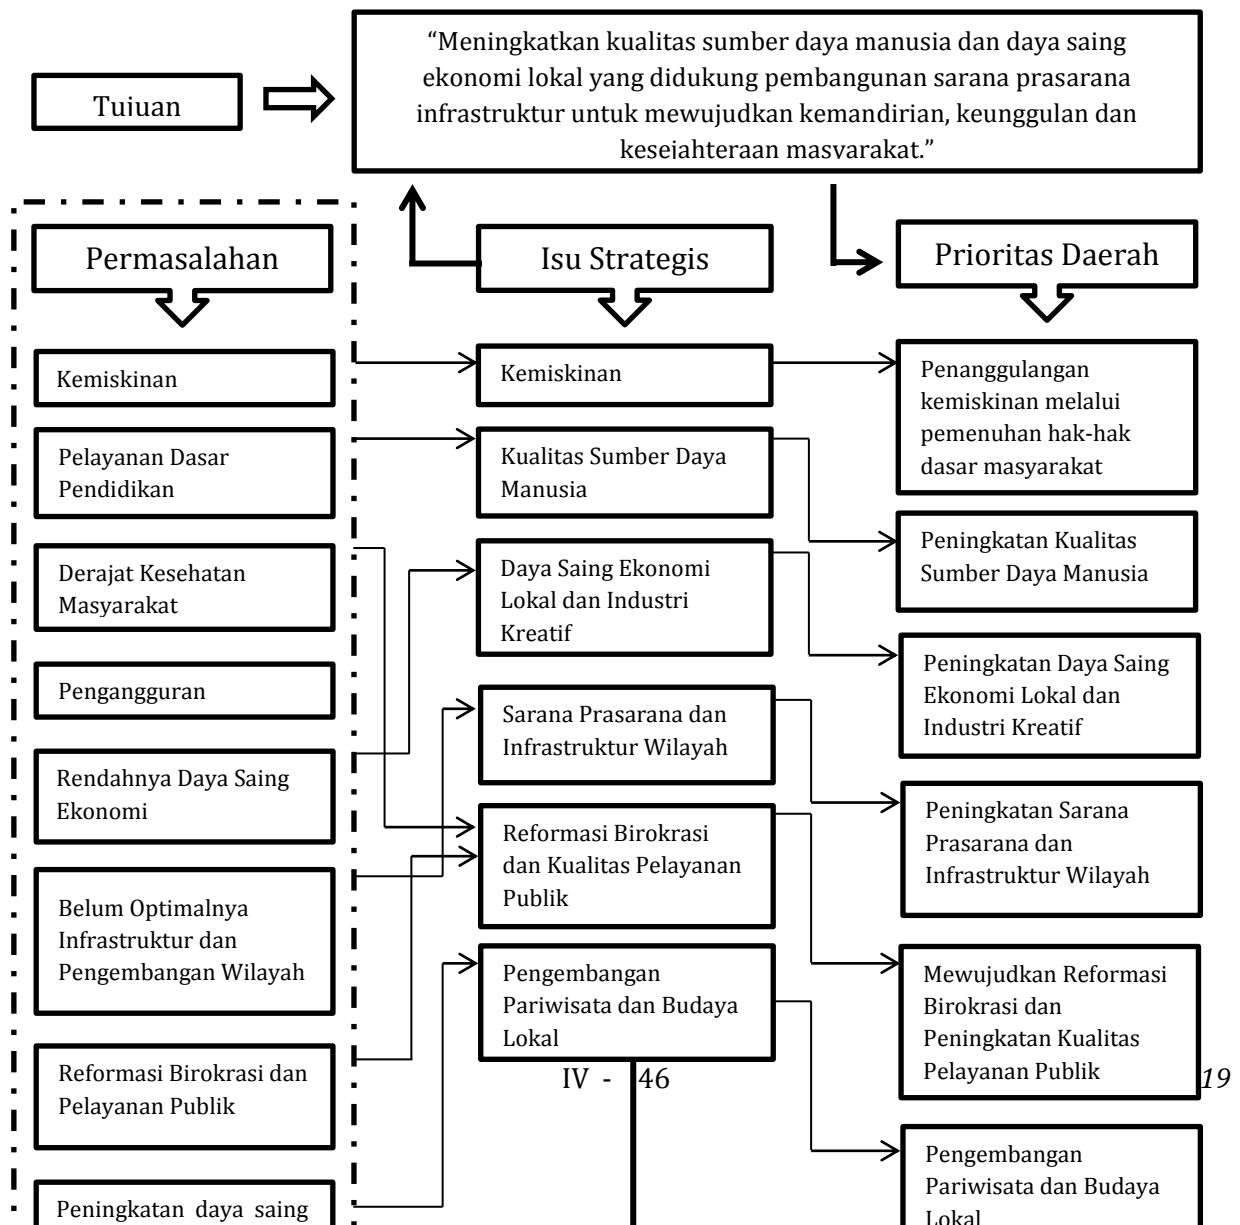 “Meningkatkan kualitas sumber daya manusia dan daya saing
ekonomi lokal yang didukung pembangunan sarana prasarana
infrastruktur untuk mewujudkan kemandirian, keunggulan dan
kesejahteraan masyarakat.”
Tujuan
Permasalahan
Isu Strategis
Prioritas Daerah
Kemiskinan
Pelayanan Dasar
Pendidikan
Derajat Kesehatan
Masyarakat
Pengangguran
Rendahnya Daya Saing
Ekonomi
Belum Optimalnya
Infrastruktur dan
Pengembangan Wilayah
Reformasi Birokrasi dan
Pelayanan Publik
Peningkatan daya saing
Kemiskinan
Kualitas Sumber Daya
Manusia
Daya Saing Ekonomi
Lokal dan Industri
Kreatif
Sarana Prasarana dan
Infrastruktur Wilayah
Reformasi Birokrasi
dan Kualitas Pelayanan
Publik
Pengembangan
Pariwisata dan Budaya
Lokal
Penanggulangan
kemiskinan melalui
pemenuhan hak-hak
dasar masyarakat
Peningkatan Kualitas
Sumber Daya Manusia
Peningkatan Daya Saing
Ekonomi Lokal dan
Industri Kreatif
Peningkatan Sarana
Prasarana dan
Infrastruktur Wilayah
Mewujudkan Reformasi
Birokrasi dan
Peningkatan Kualitas
Pelayanan Publik
Pengembangan
Pariwisata dan Budaya
Lokal
IV - 46
19